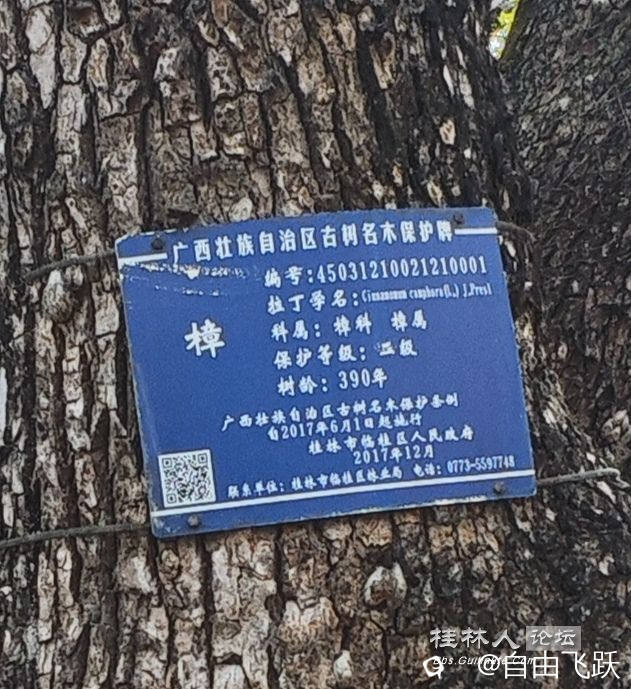 广西壮族自治区古树名木保护牌
编号:45031210021210001
拉丁学名:Cinnamomum camphora(L.) J.Presl
樟
科属: 樟科 樟属
保护等级: 二级
树龄: 390年
广西壮族自治区古树名木保护条例
自2017年6月1日起施行
桂林市临桂区人民政府
2017年12月
联系单位: 桂林市临桂区林业局 电话: 0773-5597748
桂林人论坛
@自由飞跃